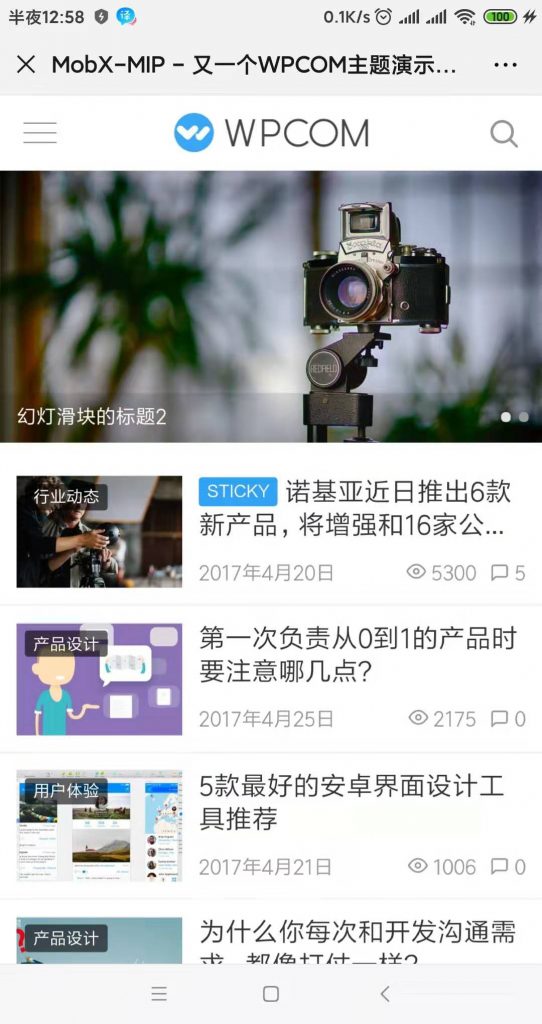 半夜12:58
译
0.1K/s
100
MobX-MIP - 又一个WPCOM主题演示...
WPCOM
REDFIELD
幻灯滑块的标题2
行业动态
STICKY 诺基亚近日推出6款
新产品，将增强和16家公...
2017年4月20日
5300
5
产品设计
第一次负责从0到1的产品时
要注意哪几点？
2017年4月25日
2175
0
用户体验
5款最好的安卓界面设计工
具推荐
2017年4月21日
1006
0
产品设计
为什么你每次和开发沟通需
求，都像打仗一样？